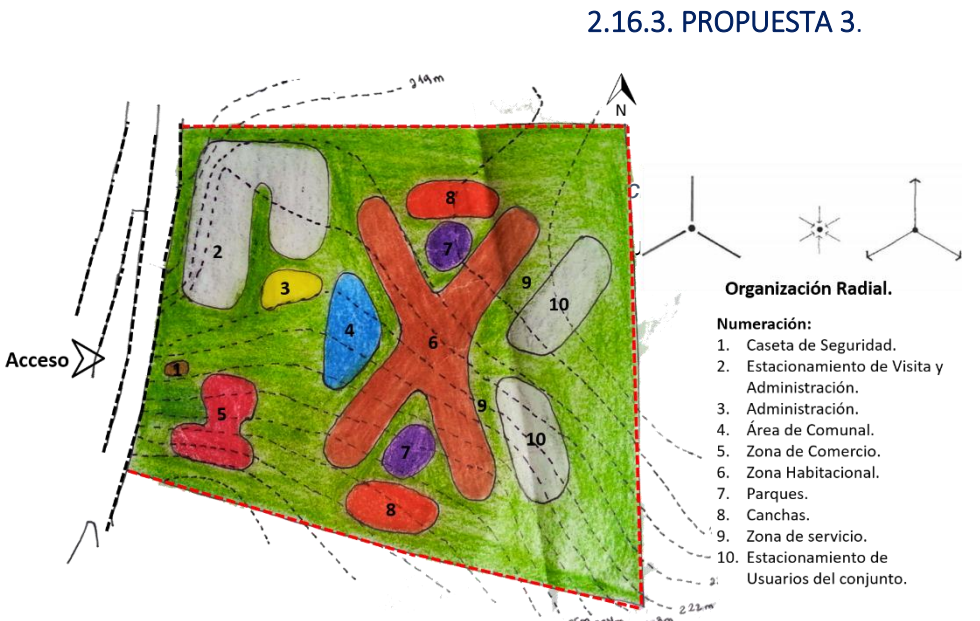 2.16.3. PROPUESTA 3.
219m
N
8
7
2
3
9
10
4
Organización Radial.
6
Numeración:
Acceso
1
1. Caseta de Seguridad.
2. Estacionamiento de Visita y
Administración.
3. Administración.
4. Área de Comunal.
5. Zona de Comercio.
6. Zona Habitacional.
7. Parques.
8. Canchas.
9. Zona de servicio.
10. Estacionamiento de
Usuarios del conjunto.
5
9
10
7
8
222m